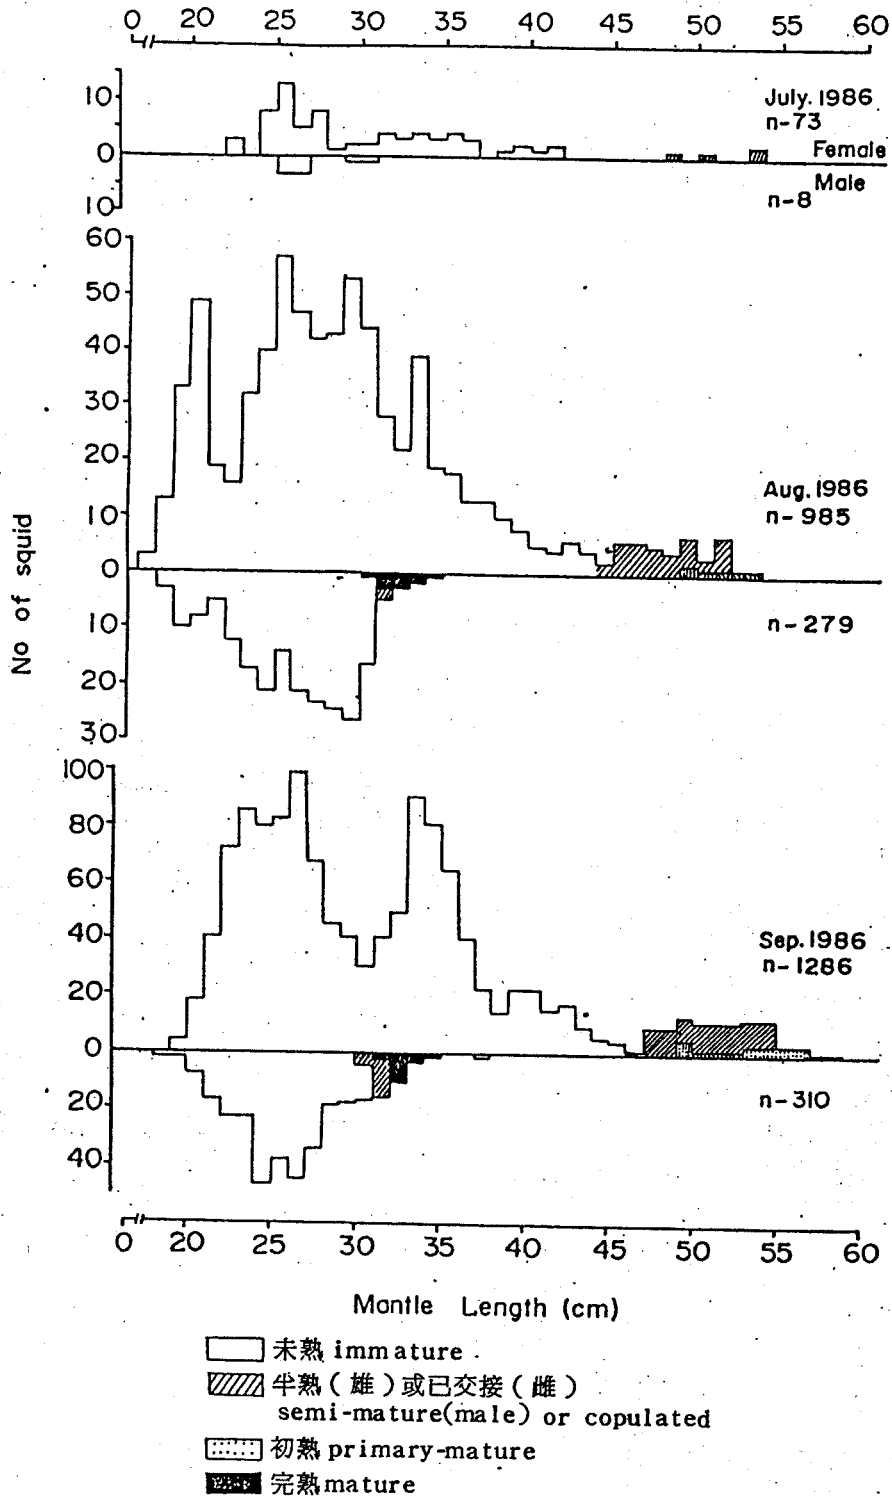 0 20 25 30 35 40 45 50 55 60
10
0
10
July. 1986
n-73
Female
Male
n-8
60
50
40
30
20
10
0
10
20
30
Aug. 1986
n-985
n-279
No of squid
100
80
60
40
20
0
20
40
Sep. 1986
n-1286
n-310
0 20 25 30 35 40 45 50 55 60
Mantle Length (cm)
未熟 immature
半熟(雄)或已交接(雌)
semi-mature(male) or copulated
初熟 primary-mature
完熟 mature